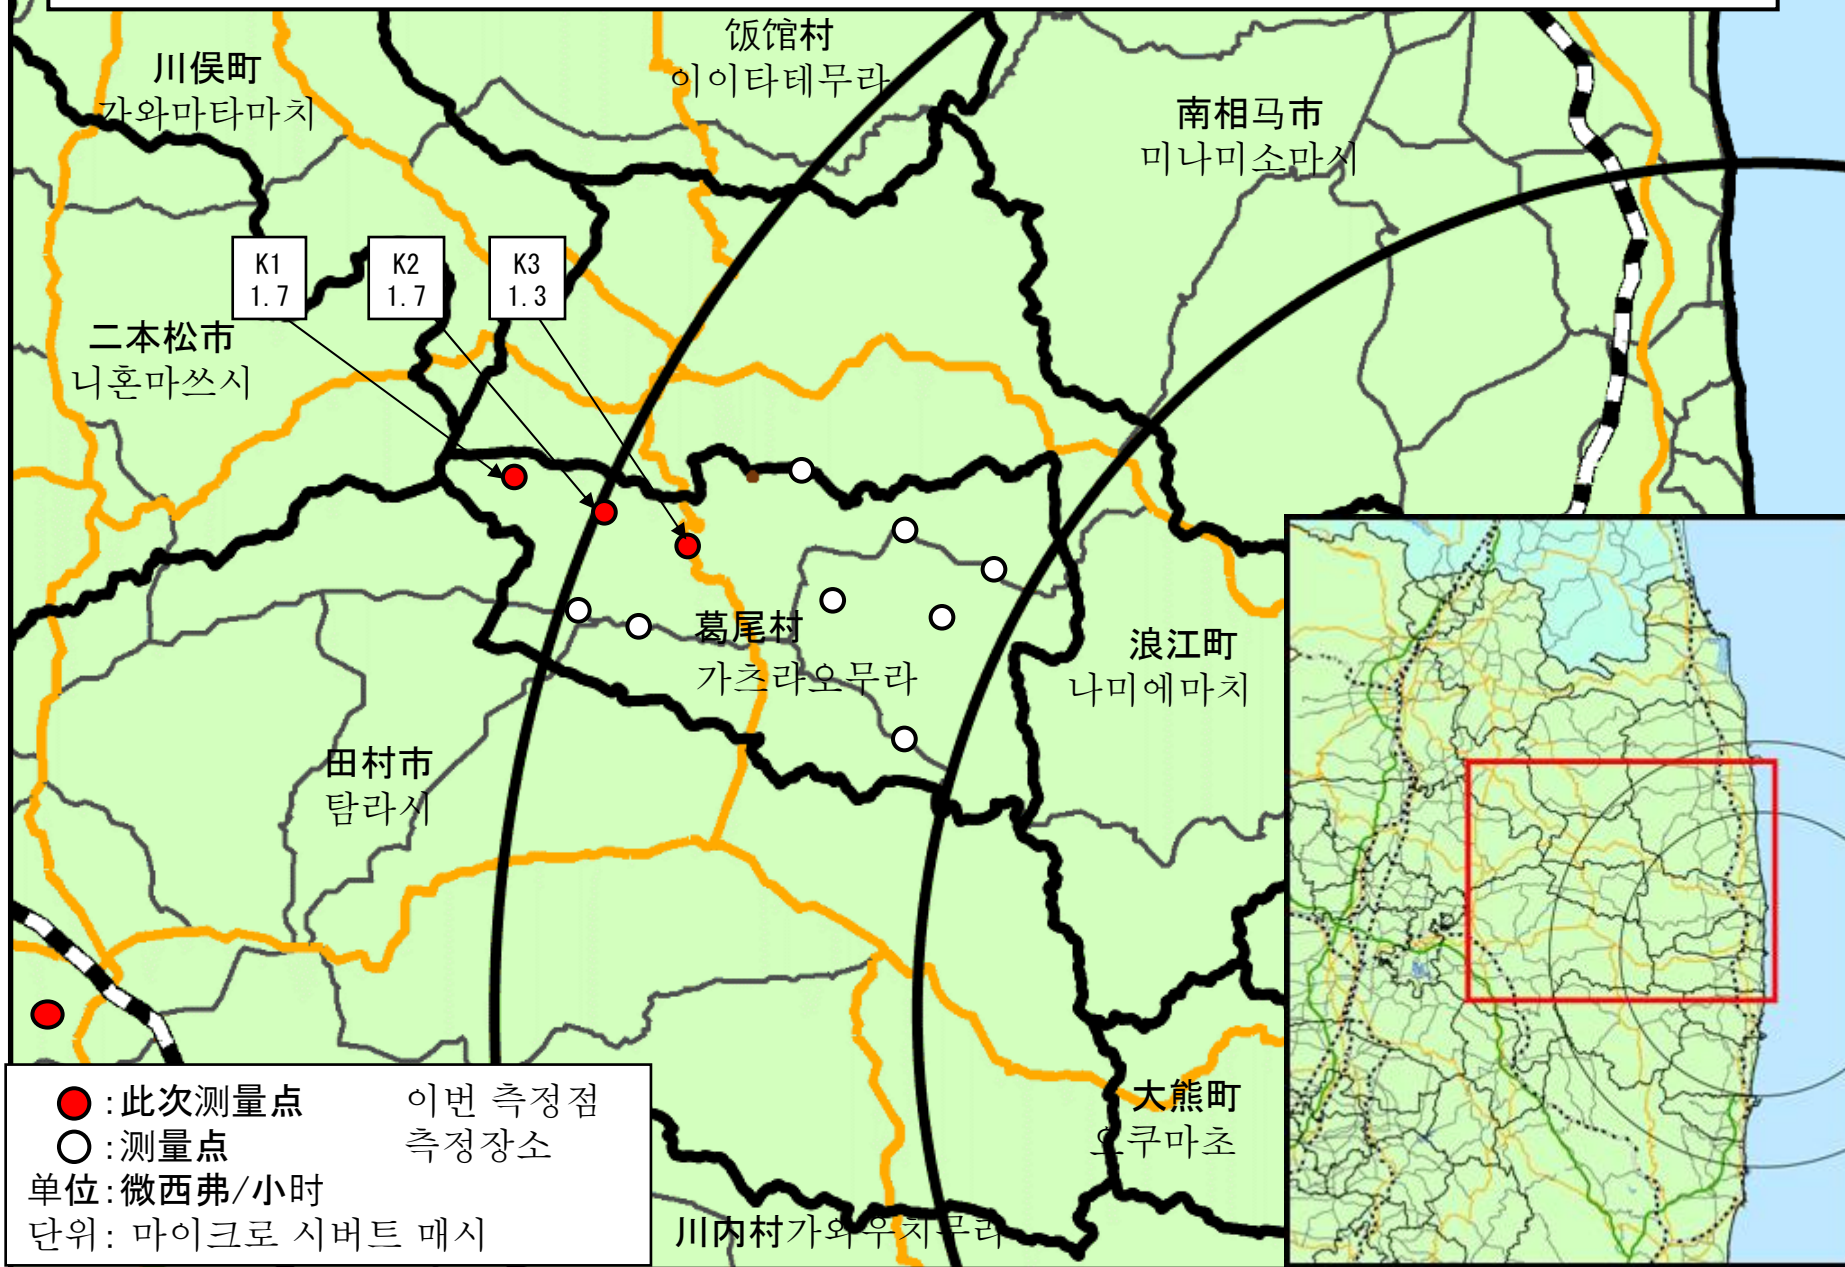 饭馆村
이이타테무라
川俣町
가와마타마치
南相马市
미나미소마시
K1
1.7
K2
1.7
K3
1.3
二本松市
니혼마쓰시
葛尾村
가츠라오무라
浪江町
나미에마치
田村市
탐라시
大熊町
오쿠마초
川内村가와우치무라
●:此次测量点 이번 측정점
○:测量点 측정장소
单位:微西弗/小时
단위: 마이크로 시버트 매시